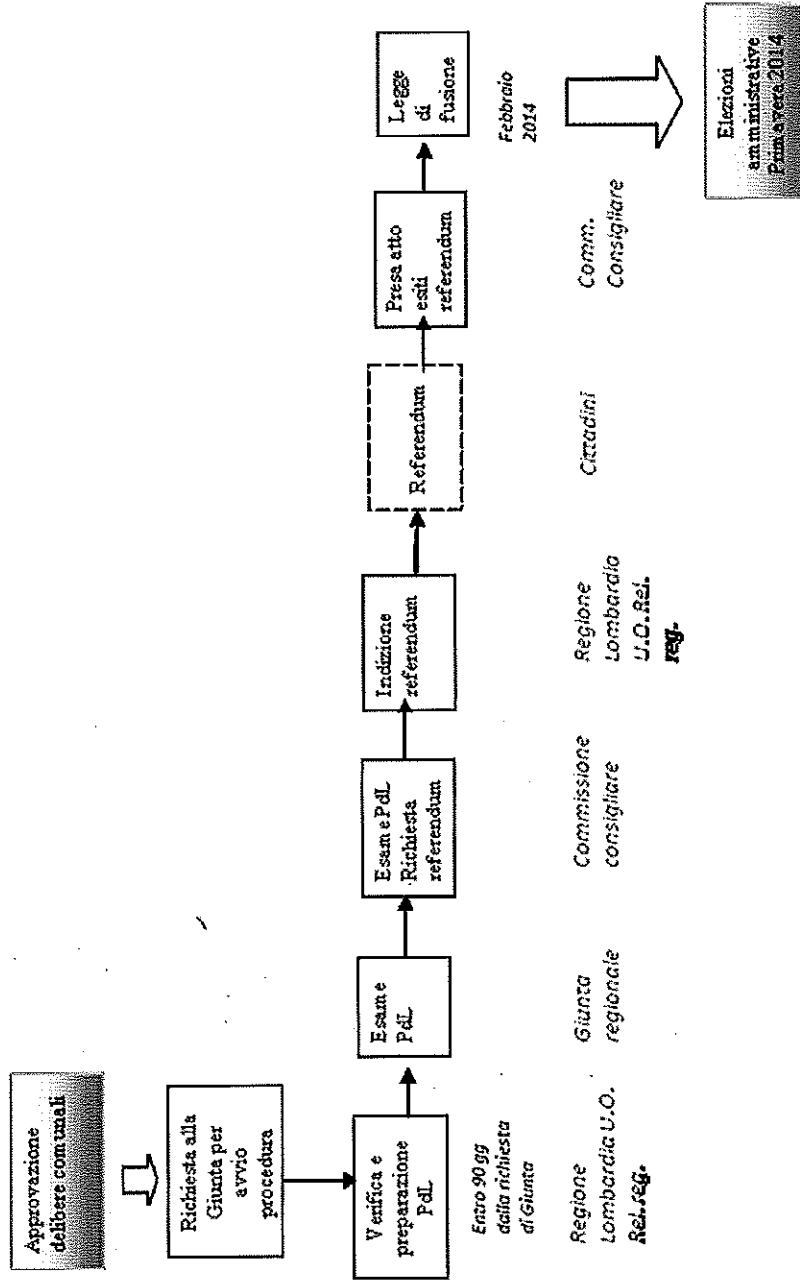 Approvazione
delibere comunali
Richiesta alla
Giunta per
avvio
procedura
Verifica e
preparazione
PdL
Entro 90 gg
dalla richiesta
di Giunta
Regione
Lombardia U.O.
Rel. reg.
Esame
PdL
Giunta
regionale
Esame PdL
Richiesta
referendum
Commissione
consigliare
Indizione
referendum
Regione
Lombardia
U.O. Rel.
reg.
Referendum
Cittadini
Presa atto
esiti
referendum
Comm.
Consigliare
Legge
di
fusione
Febbraio
2014
Elezioni
amministrative
Primavera 2014